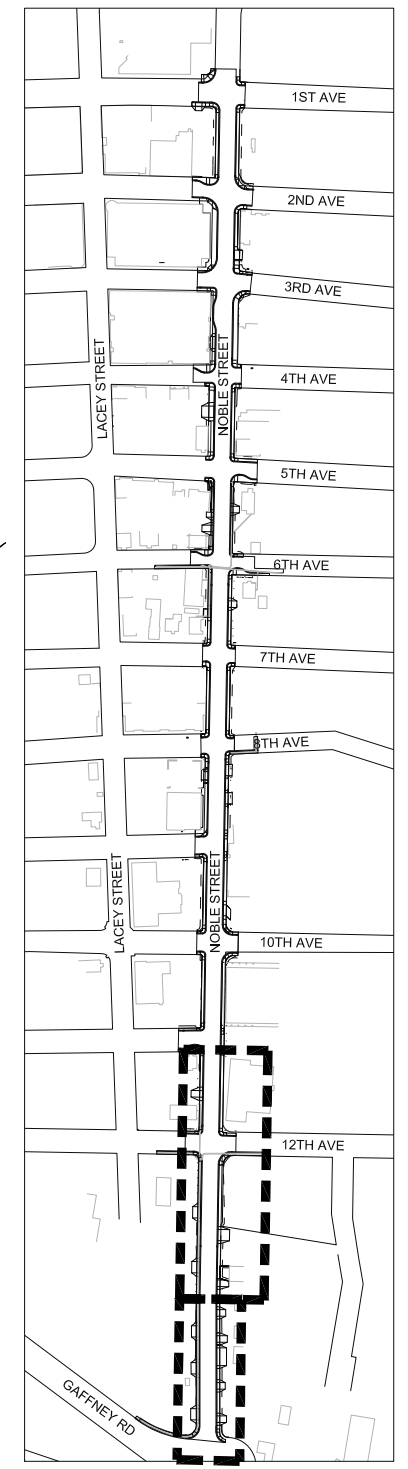 1ST AVE
2ND AVE
3RD AVE
LACEY STREET
NOBLE STREET
4TH AVE
5TH AVE
6TH AVE
7TH AVE
8TH AVE
LACEY STREET
NOBLE STREET
10TH AVE
12TH AVE
GAFFNEY RD